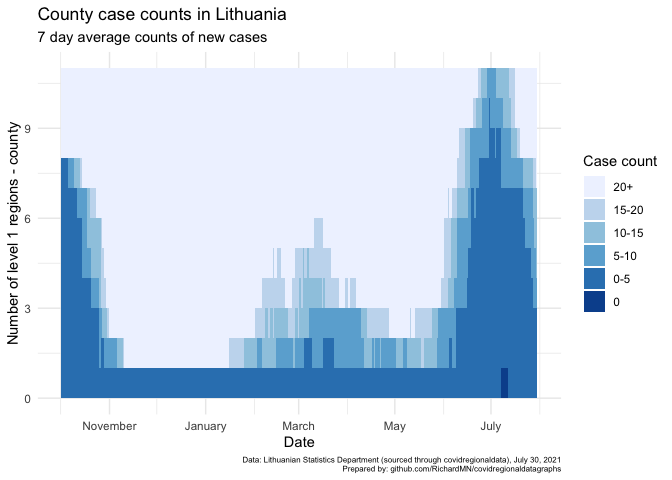 County case counts in Lithuania
7 day average counts of new cases
Number of level 1 regions - county
9
6
3
0
November
January
March
May
July
Date
Case count
20+
15-20
10-15
5-10
0-5
0
Data: Lithuanian Statistics Department (sourced through covidregionaldata), July 30, 2021
Prepared by: github.com/RichardMN/covidregionaldatagraphs